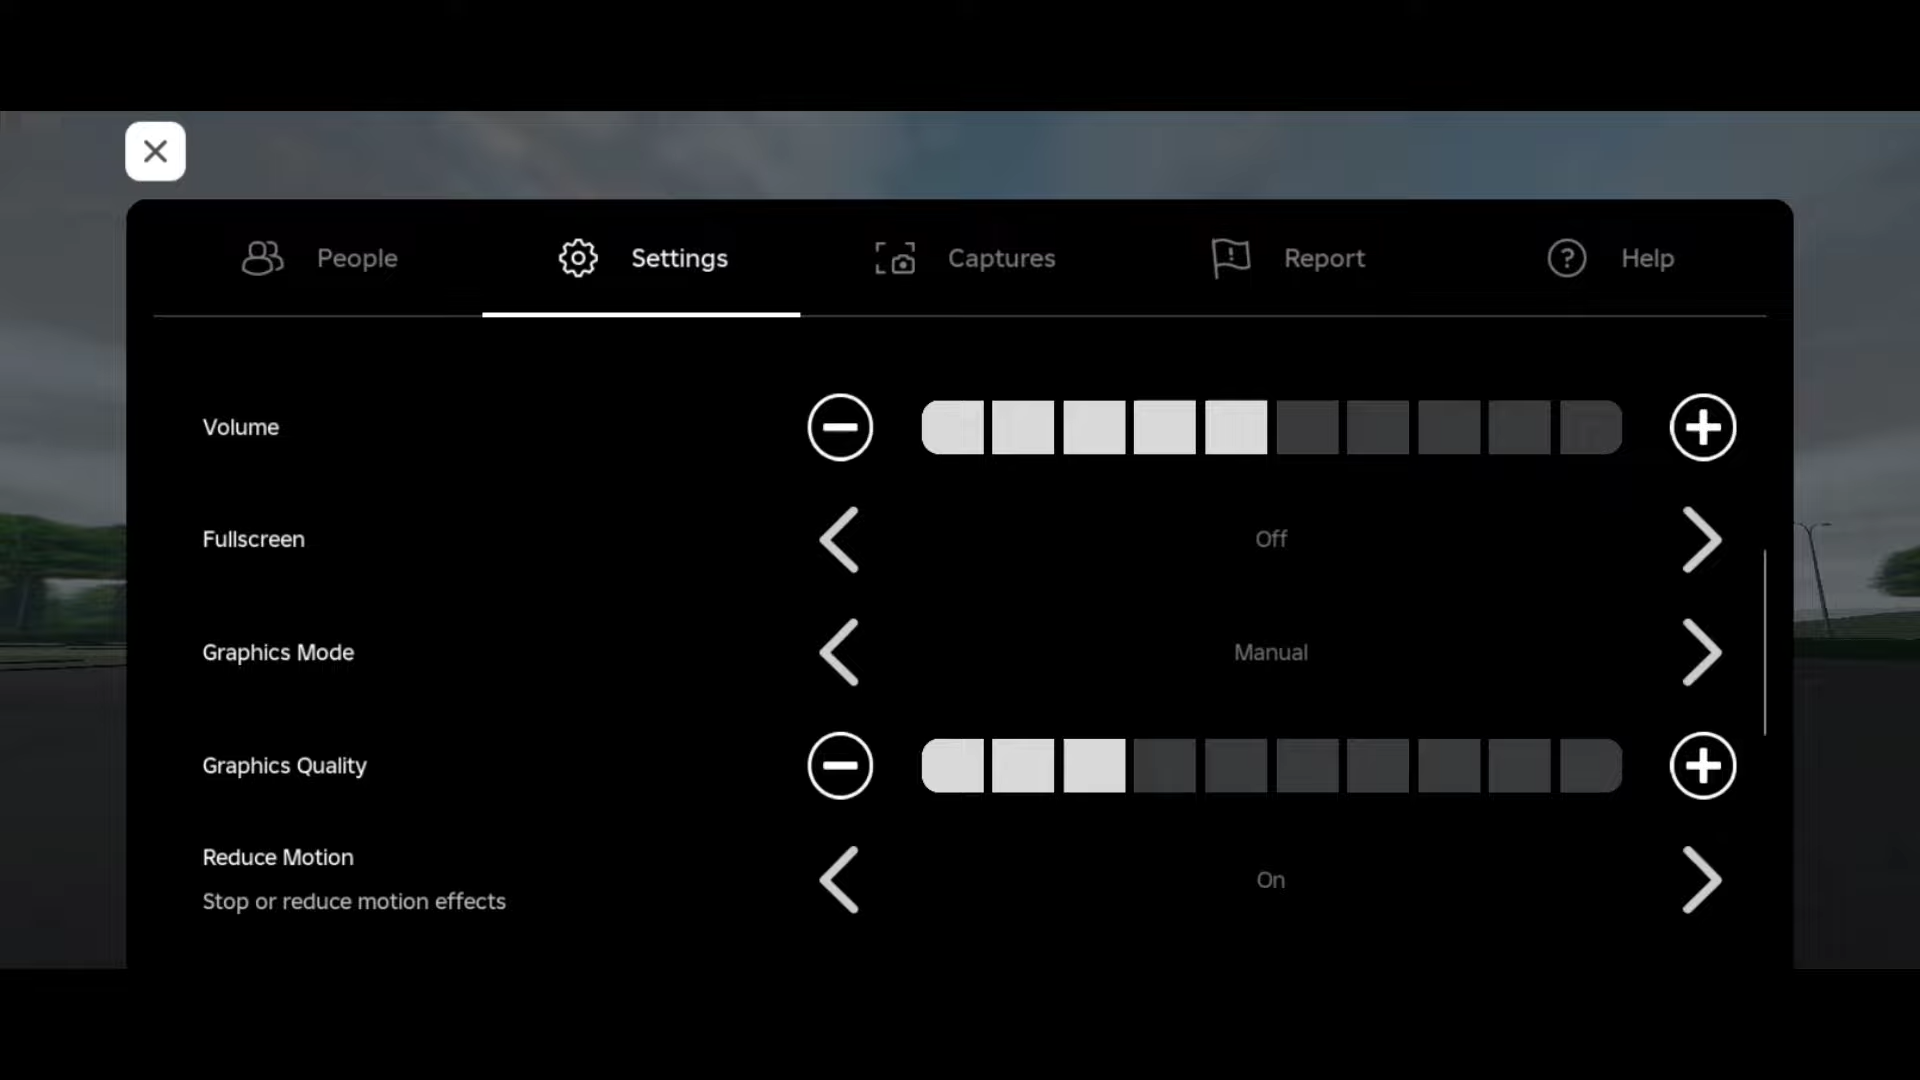 People
Settings
Captures
Report
Help
Volume
Fullscreen
Off
Graphics Mode
Manual
Graphics Quality
Reduce Motion
Stop or reduce motion effects
On